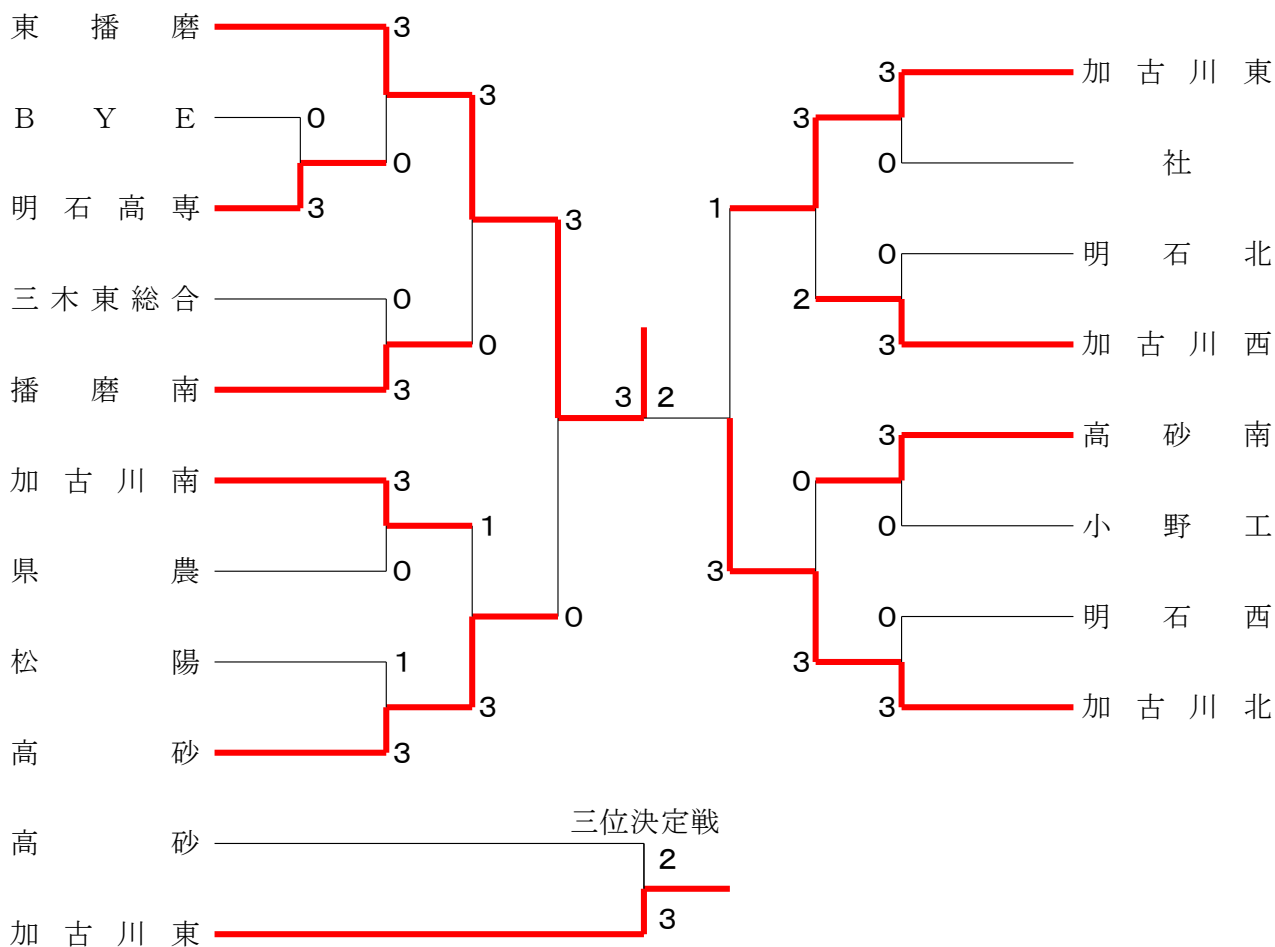 東播磨 3
3
BYE 0
0
明石高専 3
3
三木東総合 0
0
播磨南 3
3 2
加古川南 3
1
県農 0
0
松陽 1
3
高砂 3
3 加古川東
3
0 社
1
0 明石北
2
3 加古川西
3 高砂南
0
0 小野工
3
0 明石西
3
3 加古川北
三位決定戦
高砂 2
加古川東 3